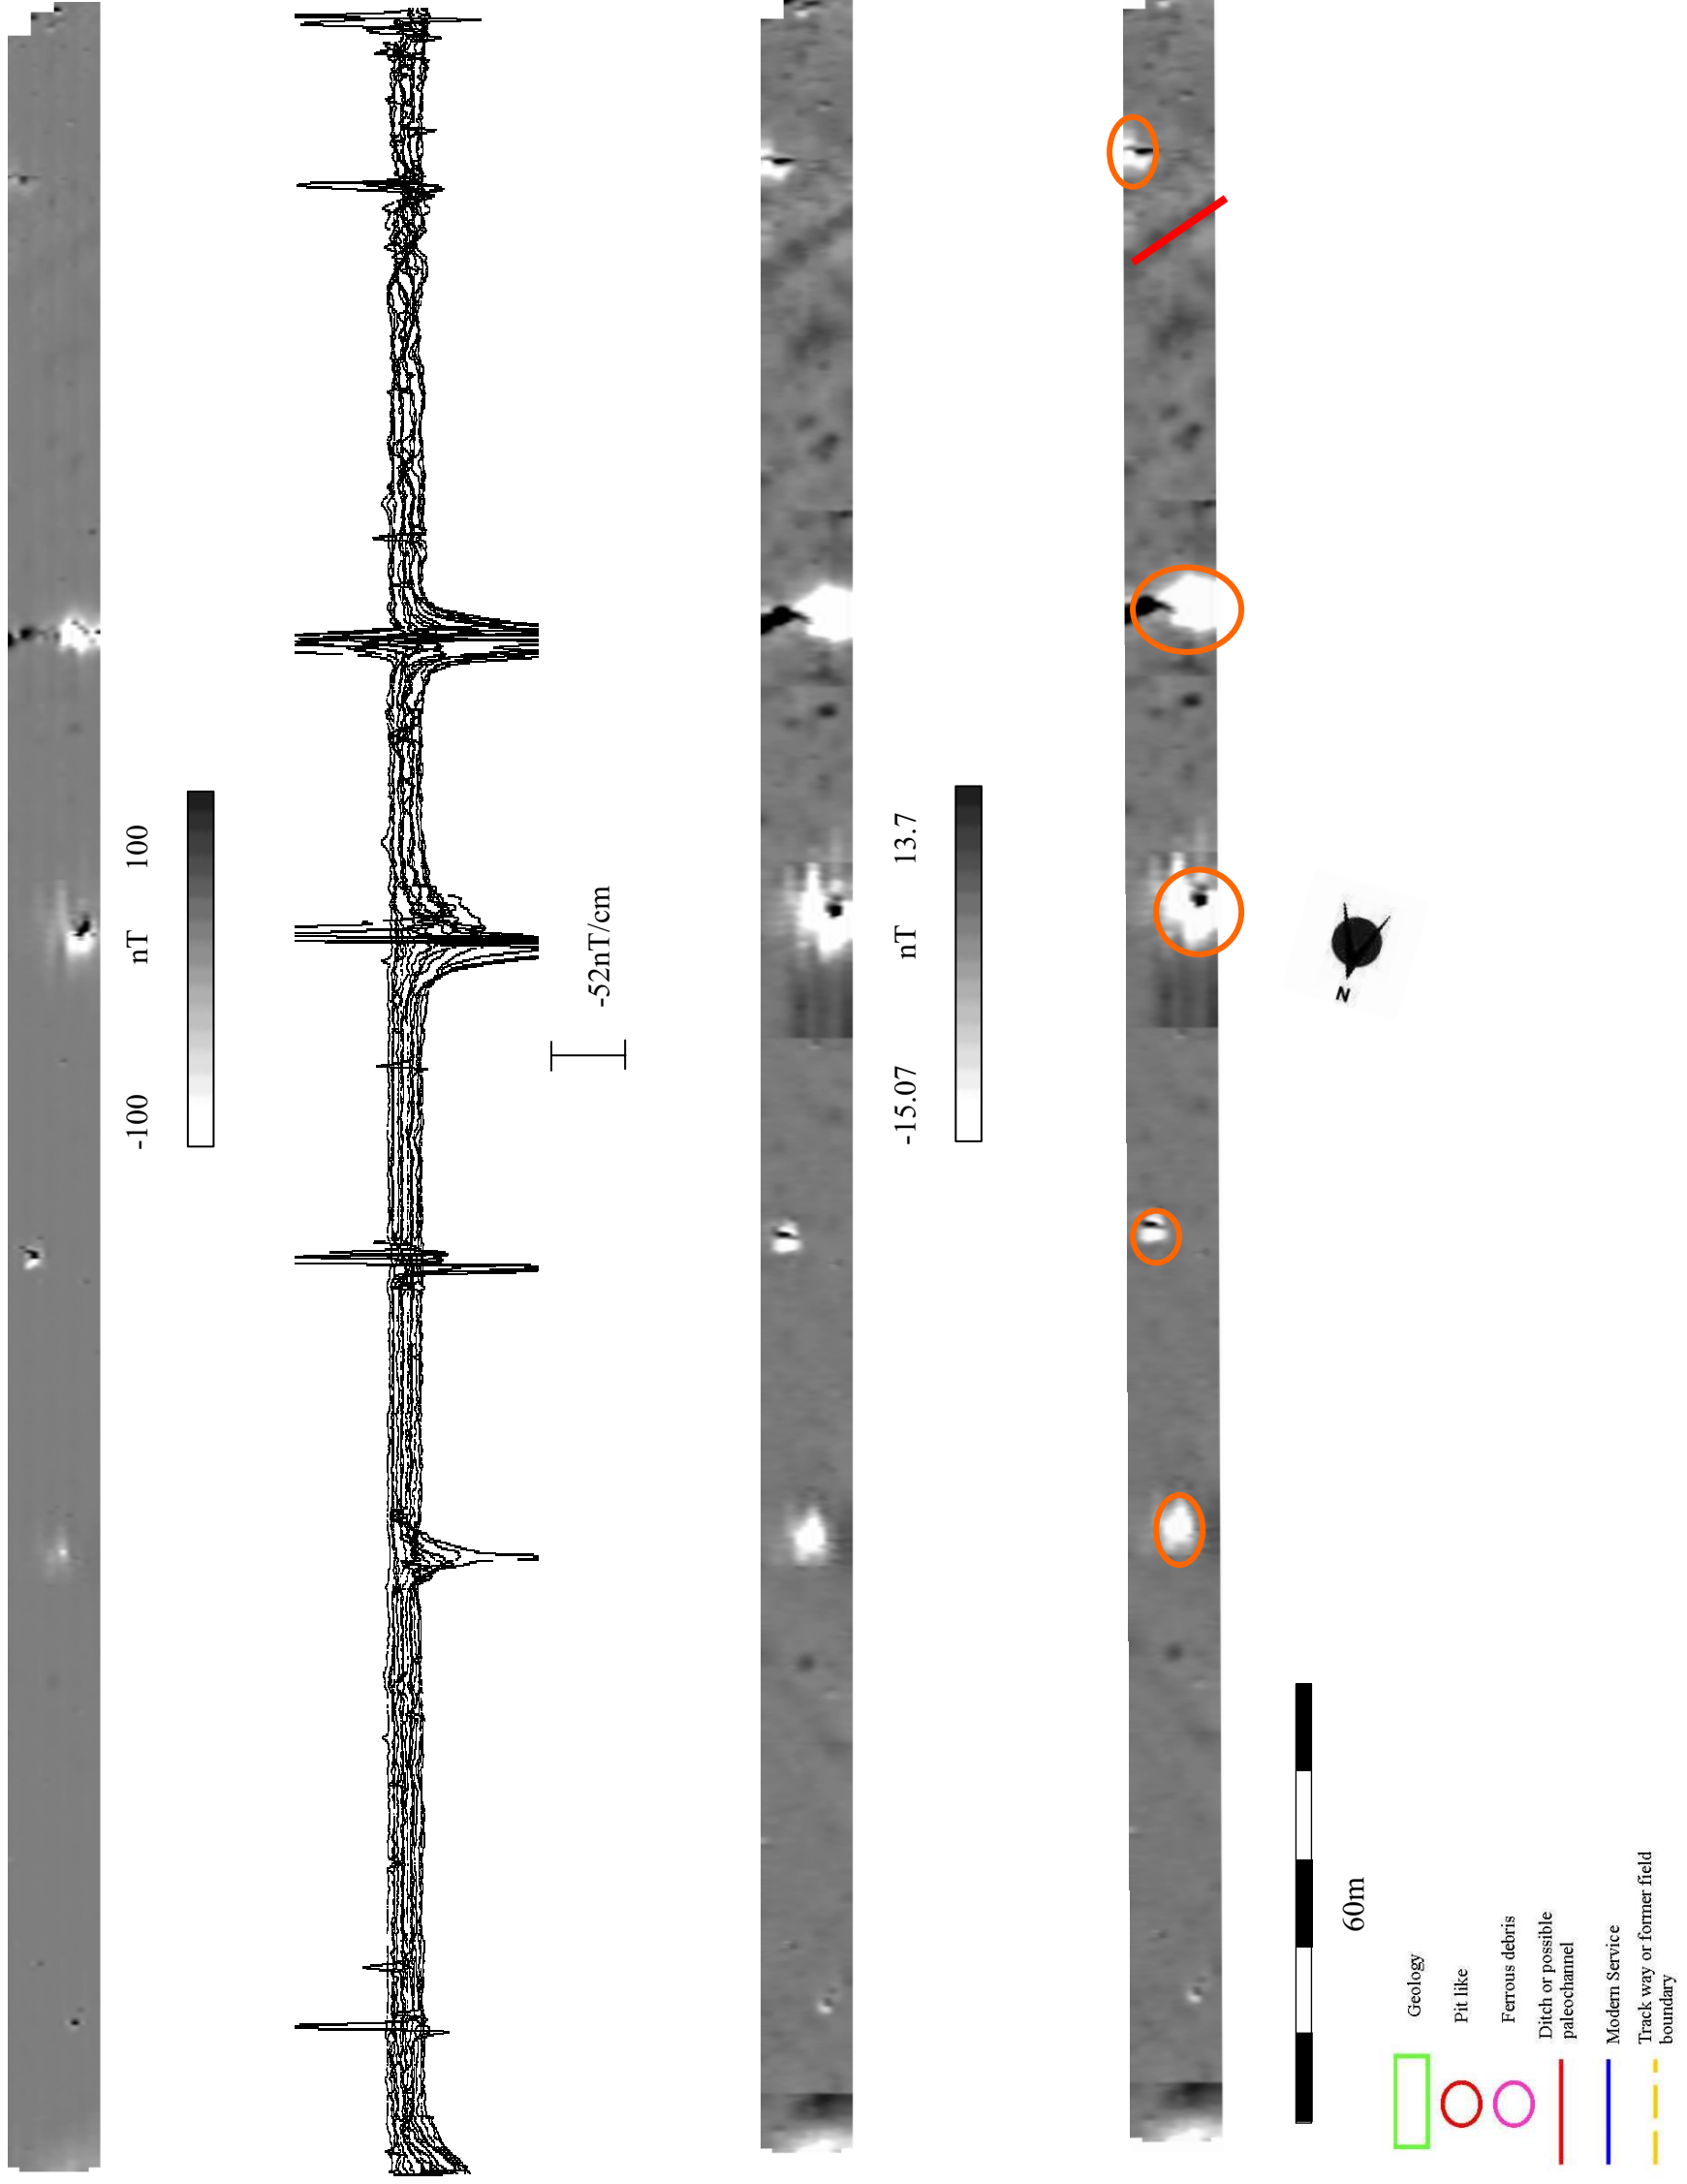 100
nT
-100
-52nT/cm
13.7
nT
-15.07
N
60m
Geology
Pit like
Ferrous debris
Ditch or possible
paleochannel
Modern Service
Track way or former field
boundary